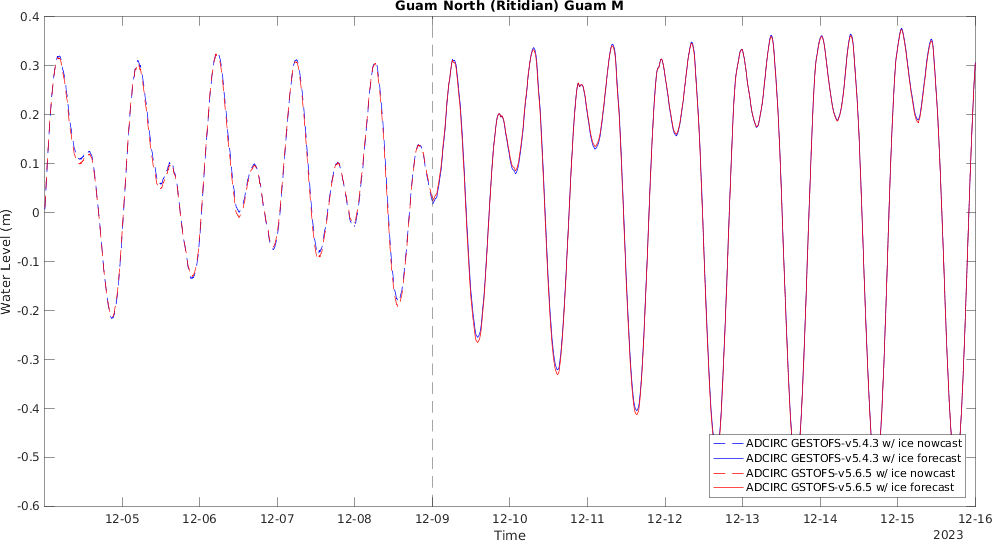 Guam North (Ritidian) Guam M
0.4
0.3
0.2
0.1
0
-0.1
-0.2
-0.3
-0.4
-0.5
-0.6
Water Level (m)
ADCIRC GESTOFS-v5.4.3 w/ ice nowcast
ADCIRC GESTOFS-v5.4.3 w/ ice forecast
ADCIRC GSTOFS-v5.6.5 w/ ice nowcast
ADCIRC GSTOFS-v5.6.5 w/ ice forecast
12-05 12-06 12-07 12-08 12-09 12-10 12-11 12-12 12-13 12-14 12-15 12-16
Time
2023